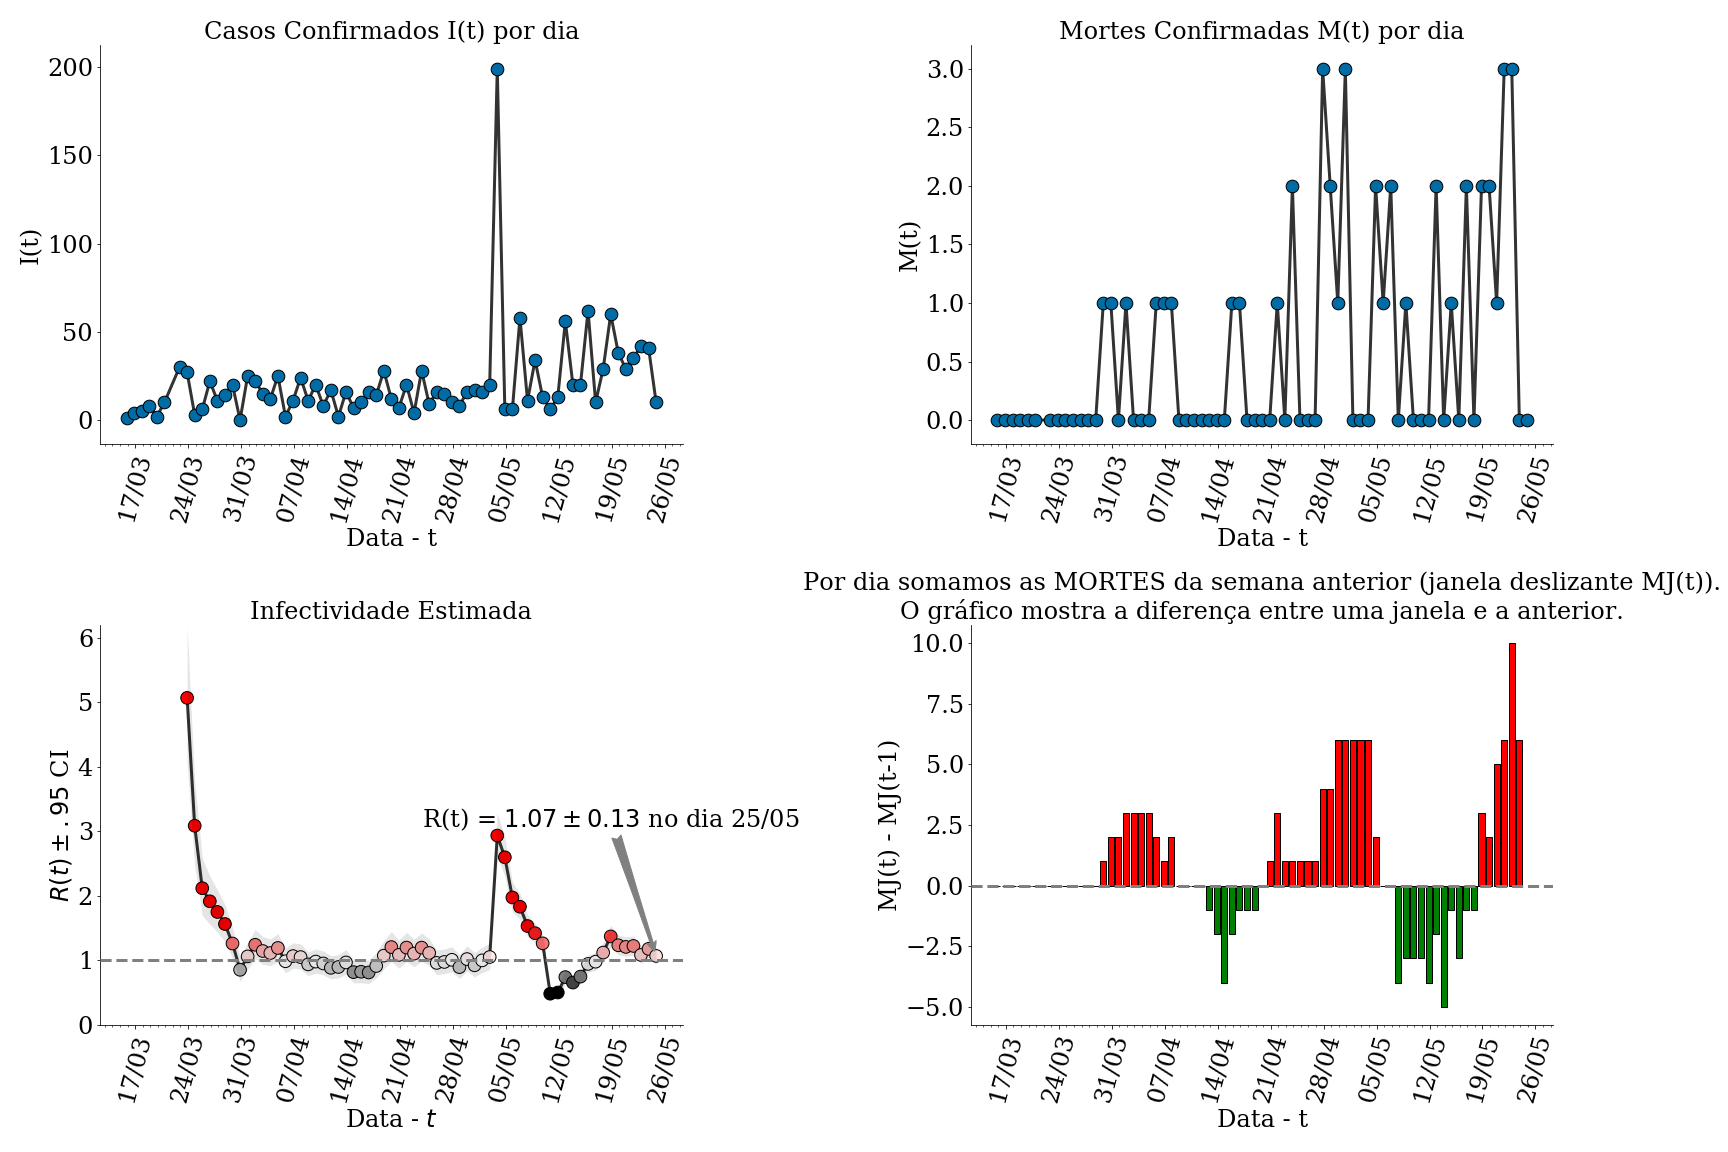 Casos Confirmados I(t) por dia
I(t)
200
150
100
50
0
17/03 24/03 31/03 07/04 14/04 21/04 28/04 05/05 12/05 19/05 26/05
Data - t
Mortes Confirmadas M(t) por dia
M(t)
3.0
2.5
2.0
1.5
1.0
0.5
0.0
17/03 24/03 31/03 07/04 14/04 21/04 28/04 05/05 12/05 19/05 26/05
Data - t
Infectividade Estimada
R(t) ± .95 CI
6
5
4
3
2
1
0
R(t) = 1.07 ± 0.13 no dia 25/05
17/03 24/03 31/03 07/04 14/04 21/04 28/04 05/05 12/05 19/05 26/05
Data - t
Por dia somamos as MORTES da semana anterior (janela deslizante MJ(t)).
O gráfico mostra a diferença entre uma janela e a anterior.
MJ(t) - MJ(t-1)
10.0
7.5
5.0
2.5
0.0
−2.5
−5.0
17/03 24/03 31/03 07/04 14/04 21/04 28/04 05/05 12/05 19/05 26/05
Data - t